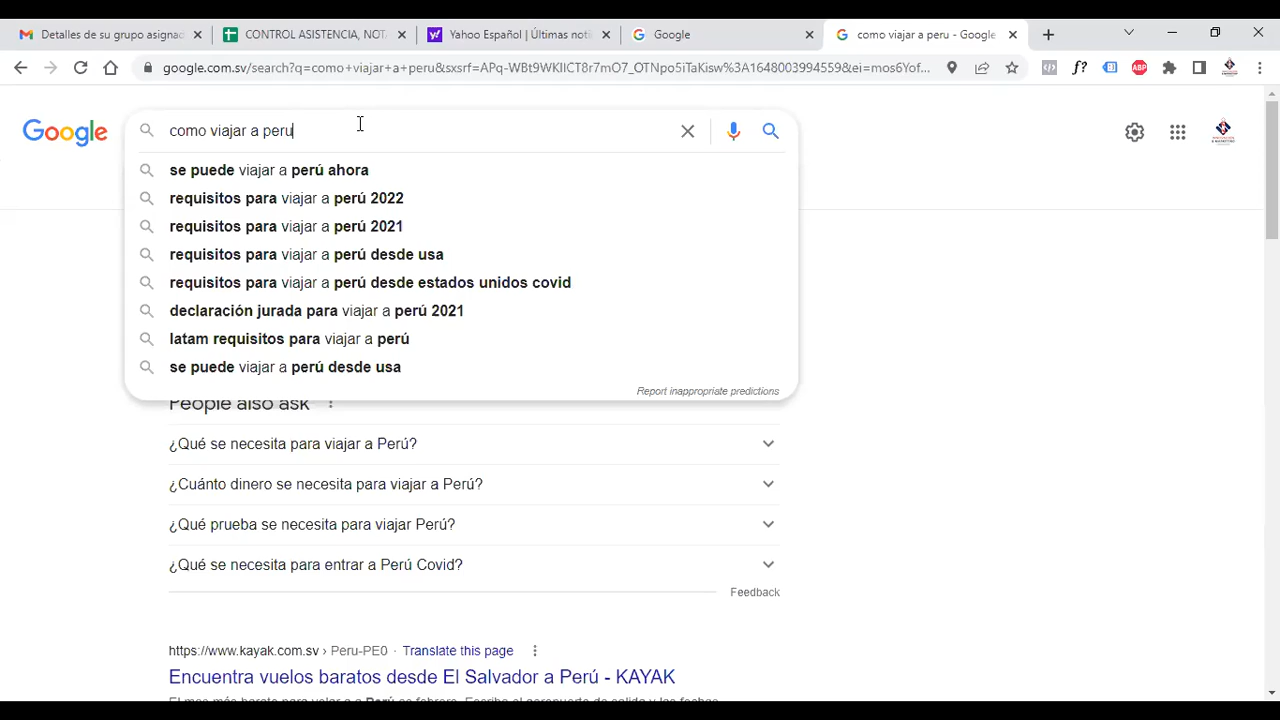 Detalles de su grupo asignac
CONTROL ASISTENCIA, NOT
Yahoo Español | Últimas noti
Google
como viajar a peru - Google
google.com.sv/search?q=como+viajar+a+peru&sxsrf=APq-WBt9WKIICT8r7mO7_OTNpo5iTaKisw%3A1648003994559&ei=mos6Yof...
Google
como viajar a peru
se puede viajar a perú ahora
requisitos para viajar a perú 2022
requisitos para viajar a perú 2021
requisitos para viajar a perú desde usa
requisitos para viajar a perú desde estados unidos covid
declaración jurada para viajar a perú 2021
latam requisitos para viajar a perú
se puede viajar a perú desde usa
Report inappropriate predictions
People also ask
¿Qué se necesita para viajar a Perú?
¿Cuánto dinero se necesita para viajar a Perú?
¿Qué prueba se necesita para viajar Perú?
¿Qué se necesita para entrar a Perú Covid?
Feedback
https://www.kayak.com.sv › Peru-PE0 · Translate this page
Encuentra vuelos baratos desde El Salvador a Perú - KAYAK